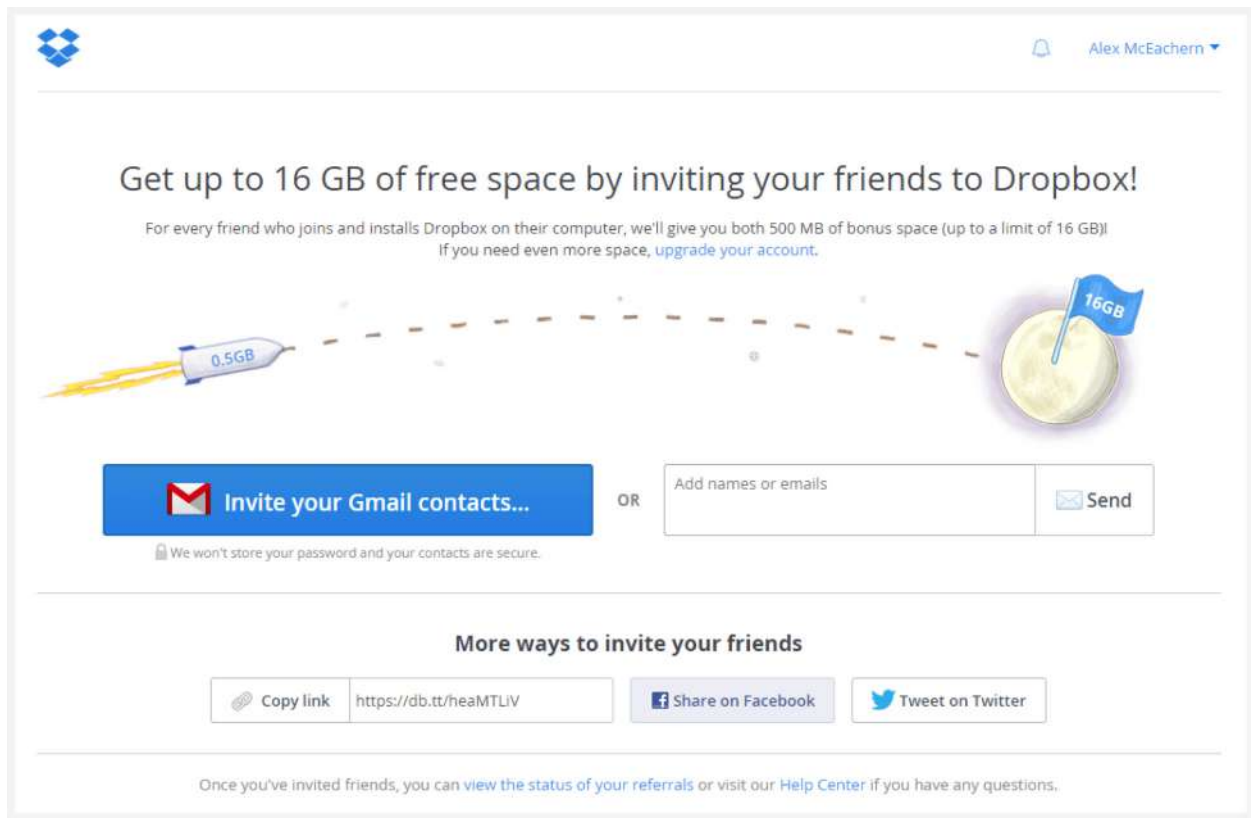 Alex McEachern
Get up to 16 GB of free space by inviting your friends to Dropbox!
For every friend who joins and installs Dropbox on their computer, we'll give you both 500 MB of bonus space (up to a limit of 16 GB)!
If you need even more space, upgrade your account.
16GB
0.5GB
Invite your Gmail contacts...
OR
Add names or emails
Send
We won't store your password and your contacts are secure.
More ways to invite your friends
Copy link
https://db.tt/heaMTLiV
Share on Facebook
Tweet on Twitter
Once you've invited friends, you can view the status of your referrals or visit our Help Center if you have any questions.